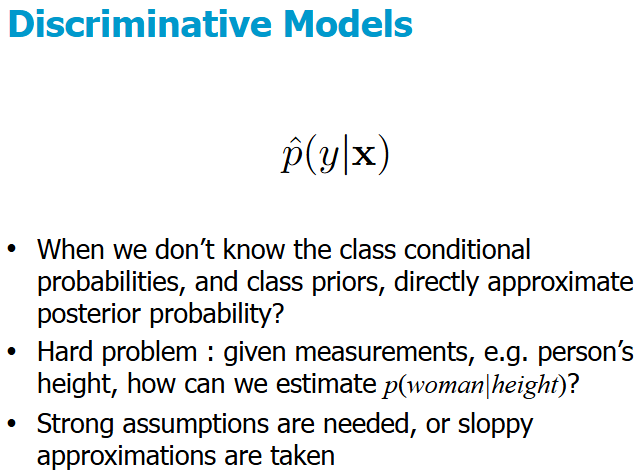 Discriminative Models
p̂(y|x)
• When we don’t know the class conditional
probabilities, and class priors, directly approximate
posterior probability?
• Hard problem : given measurements, e.g. person’s
height, how can we estimate p(woman|height)?
• Strong assumptions are needed, or sloppy
approximations are taken